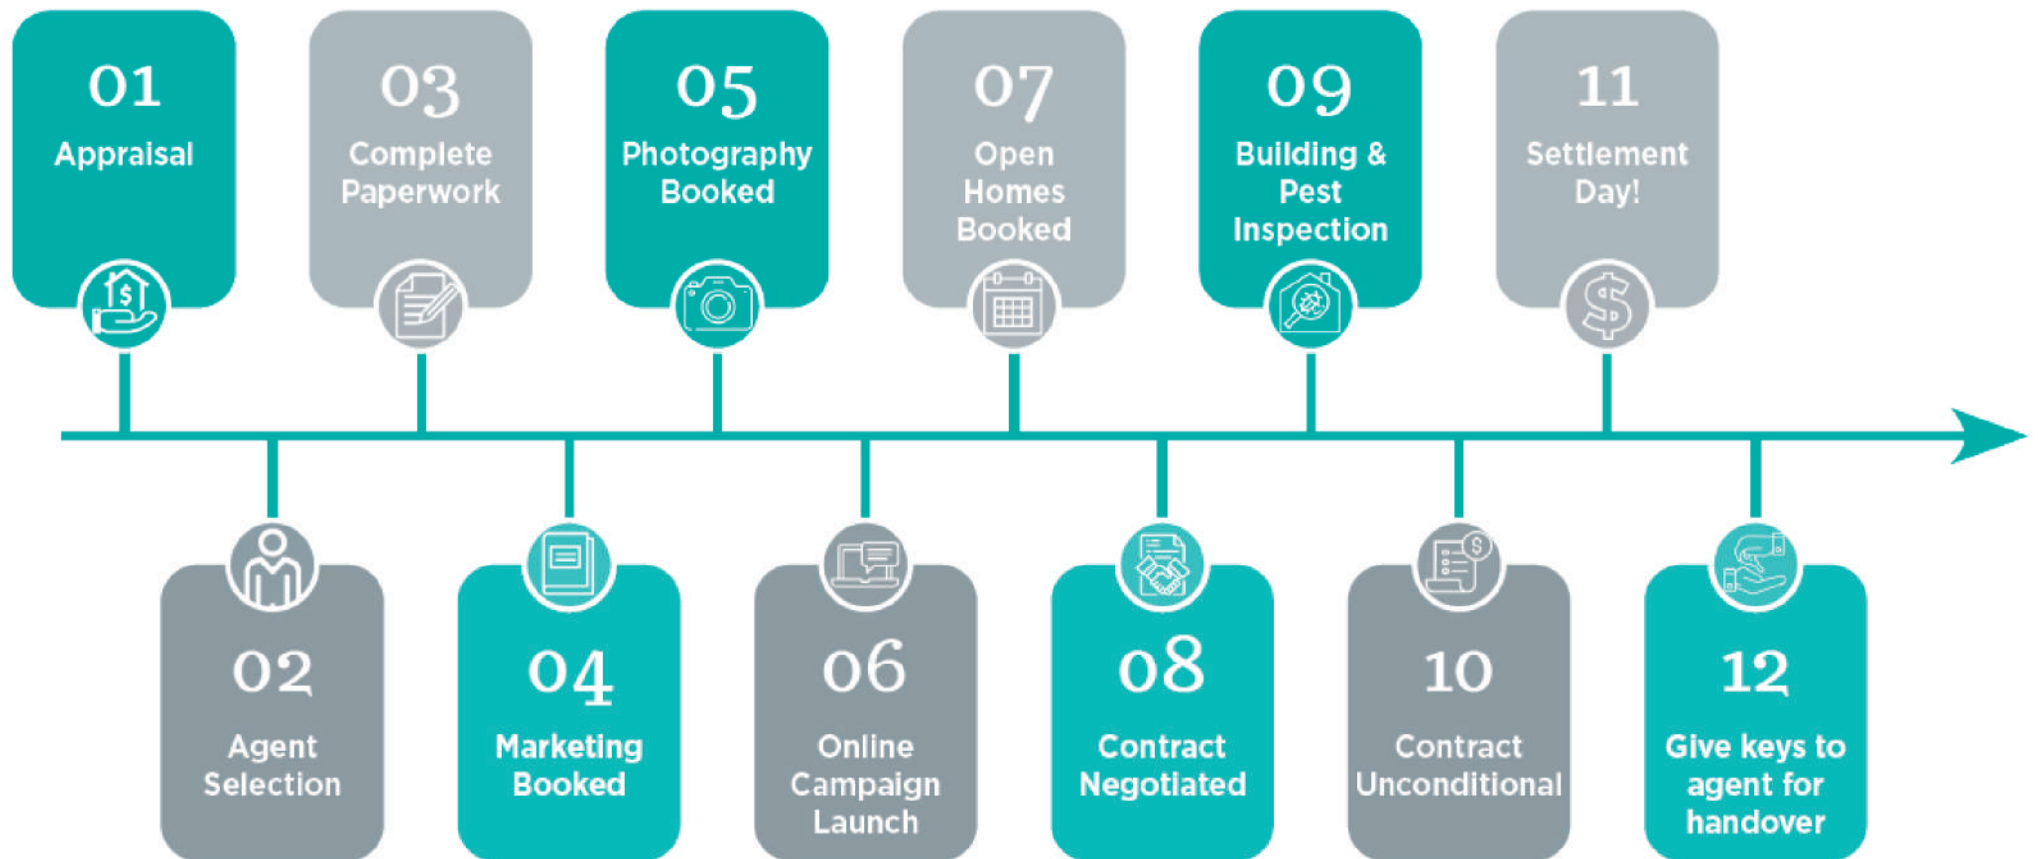 01
Appraisal
02
Agent
Selection
03
Complete
Paperwork
04
Marketing
Booked
05
Photography
Booked
06
Online
Campaign
Launch
07
Open
Homes
Booked
08
Contract
Negotiated
09
Building &
Pest
Inspection
10
Contract
Unconditional
11
Settlement
Day!
12
Give keys to
agent for
handover